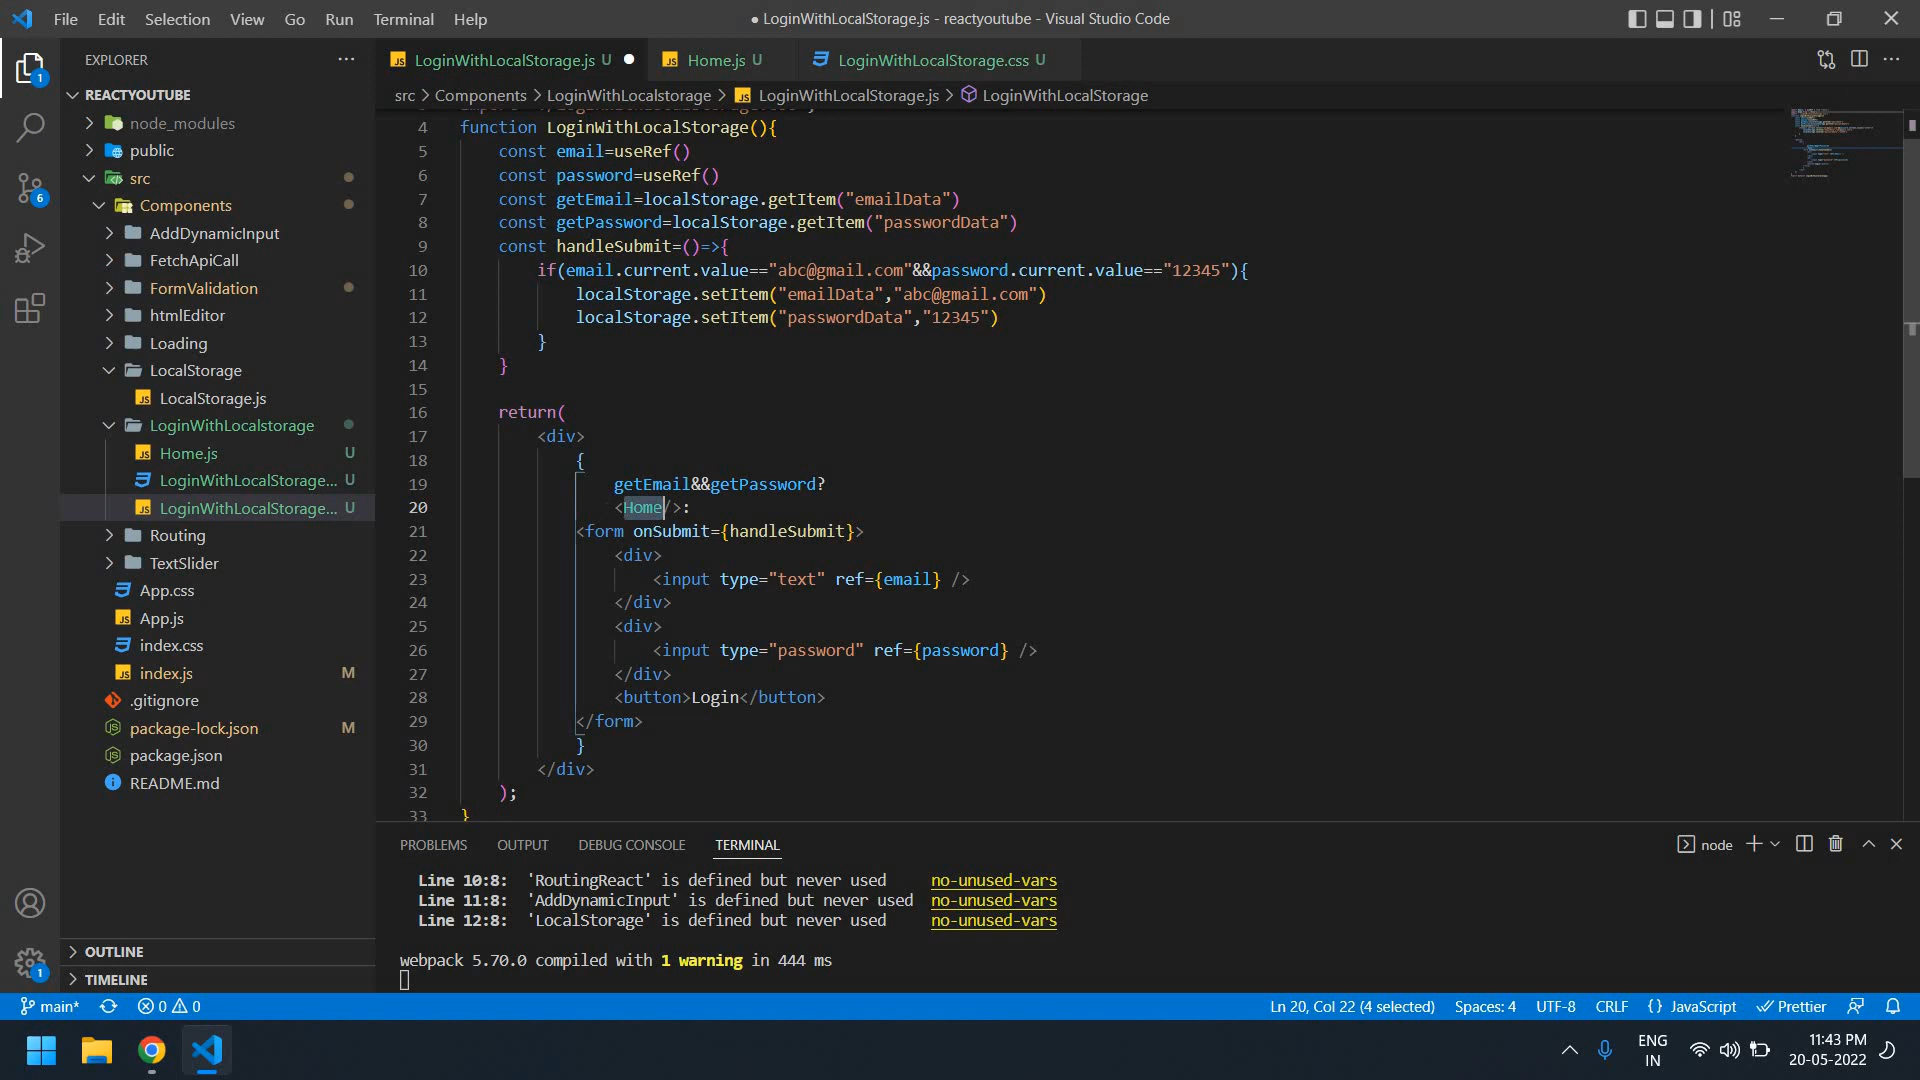 File Edit Selection View Go Run Terminal Help
● LoginWithLocalStorage.js - reactyoutube - Visual Studio Code
EXPLORER
REACTYOUTUBE
node_modules
public
src
Components
AddDynamicInput
FetchApiCall
FormValidation
htmlEditor
Loading
LocalStorage
LocalStorage.js
LoginWithLocalstorage
Home.js U
LoginWithLocalStorage... U
LoginWithLocalStorage... U
Routing
TextSlider
App.css
App.js
index.css
index.js M
.gitignore
package-lock.json M
package.json
README.md
OUTLINE
TIMELINE
1
6
1
LoginWithLocalStorage.js U Home.js U LoginWithLocalStorage.css U
src > Components > LoginWithLocalstorage > LoginWithLocalStorage.js > LoginWithLocalStorage
4 function LoginWithLocalStorage(){
5 const email=useRef()
6 const password=useRef()
7 const getEmail=localStorage.getItem("emailData")
8 const getPassword=localStorage.getItem("passwordData")
9 const handleSubmit=()=>{
10 if(email.current.value=="abc@gmail.com"&&password.current.value=="12345"){
11 localStorage.setItem("emailData","abc@gmail.com")
12 localStorage.setItem("passwordData","12345")
13 }
14 }
15
16 return(
17 <div>
18 {
19 getEmail&&getPassword?
20 <Home/>:
21 <form onSubmit={handleSubmit}>
22 <div>
23 <input type="text" ref={email} />
24 </div>
25 <div>
26 <input type="password" ref={password} />
27 </div>
28 <button>Login</button>
29 </form>
30 }
31 </div>
32 );
33 }
PROBLEMS OUTPUT DEBUG CONSOLE TERMINAL
node
Line 10:8: 'RoutingReact' is defined but never used no-unused-vars
Line 11:8: 'AddDynamicInput' is defined but never used no-unused-vars
Line 12:8: 'LocalStorage' is defined but never used no-unused-vars
webpack 5.70.0 compiled with 1 warning in 444 ms
main* 0 0 Ln 20, Col 22 (4 selected) Spaces: 4 UTF-8 CRLF {} JavaScript Prettier
ENG
IN
11:43 PM
20-05-2022